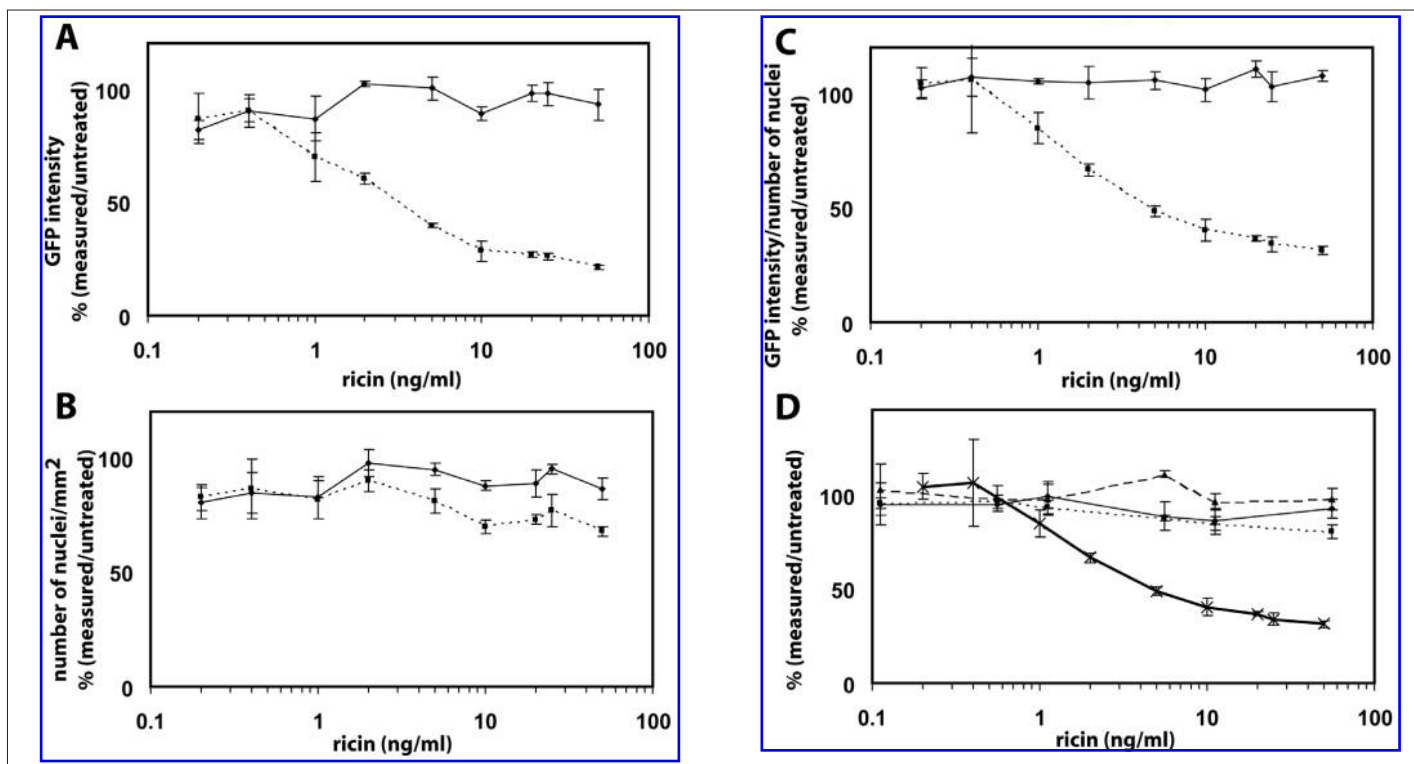 A
GFP intensity
% (measured/untreated)
100
50
0
0.1 1 10 100
ricin (ng/ml)
B
number of nuclei/mm2
% (measured/untreated)
100
50
0
0.1 1 10 100
ricin (ng/ml)
C
GFP intensity/number of nuclei
% (measured/untreated)
100
50
0
0.1 1 10 100
ricin (ng/ml)
D
% (measured/untreated)
100
50
0
0.1 1 10 100
ricin (ng/ml)